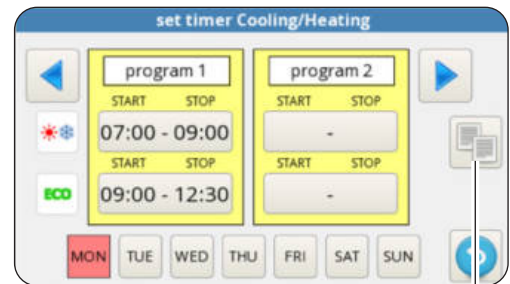 set timer Cooling/Heating
program 1 program 2
START STOP START STOP
07:00 - 09:00 -
START STOP START STOP
ECO 09:00 - 12:30 -
MON TUE WED THU FRI SAT SUN